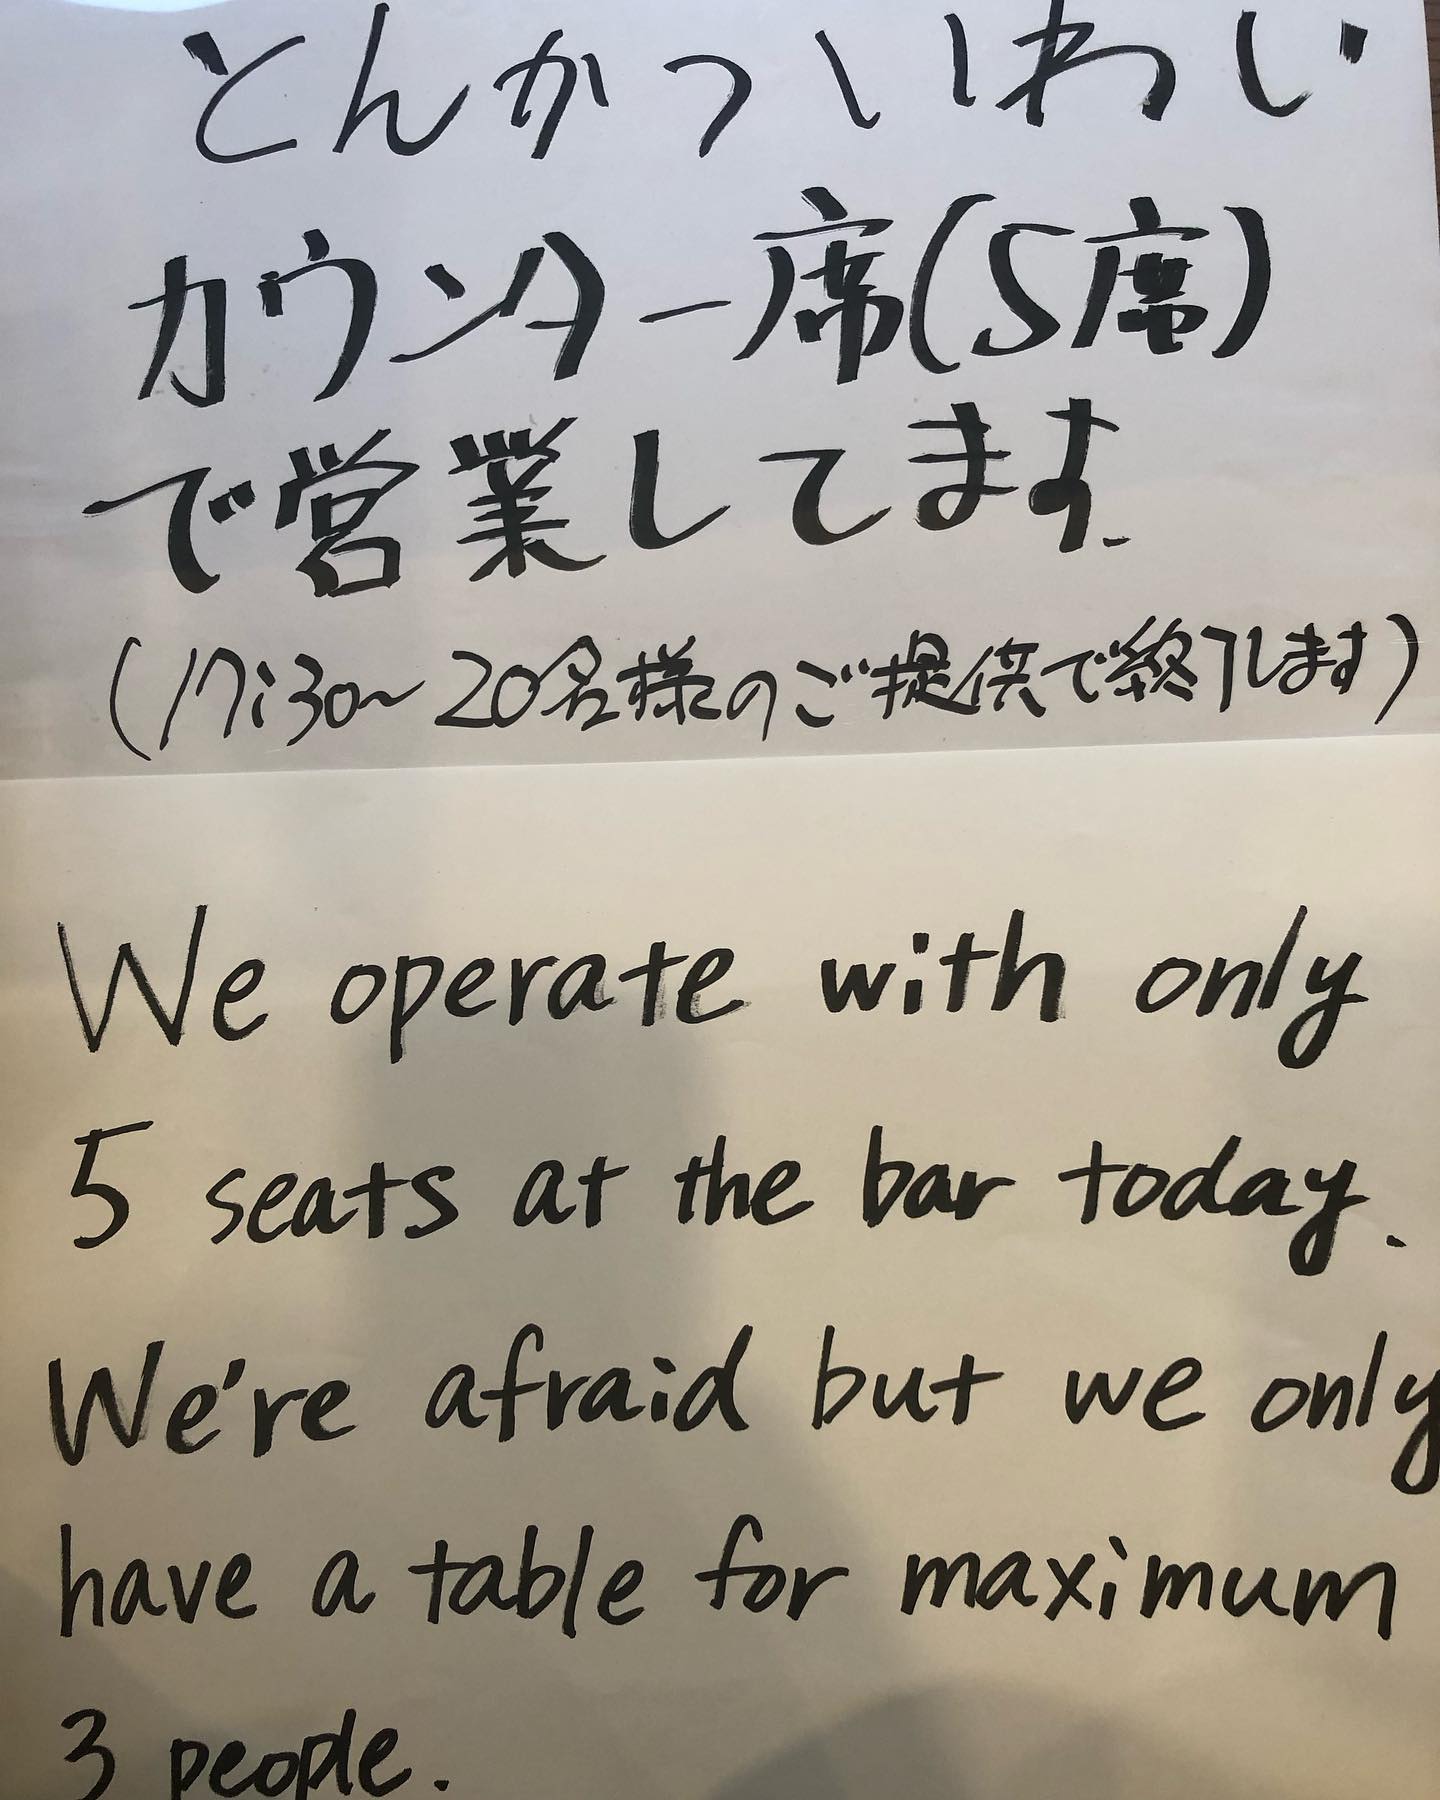 とんかついいわい
カウンター席(5席)
で営業してます.
(17:30~20名様のご提供で終了します)
We operate with only
5 seats at the bar today.
We're afraid but we only
have a table for maximum
3 people.